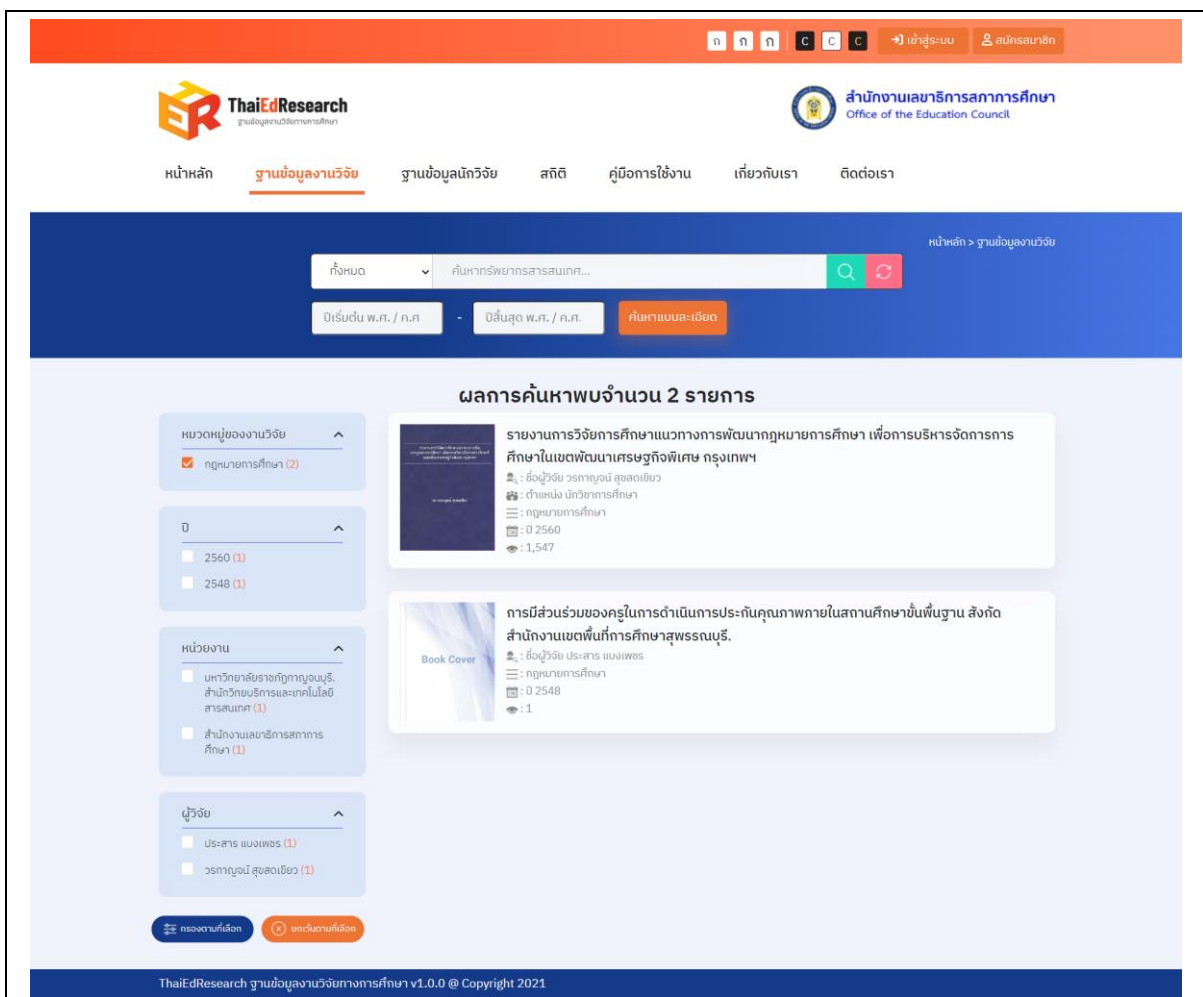 ก ก ก C C C เข้าสู่ระบบ สมัครสมาชิก
ThaiEdResearch
ฐานข้อมูลงานวิจัยทางการศึกษา
สำนักงานเลขาธิการสภาการศึกษา
Office of the Education Council
หน้าหลัก ฐานข้อมูลงานวิจัย ฐานข้อมูลนักวิจัย สถิติ คู่มือการใช้งาน เกี่ยวกับเรา ติดต่อเรา
หน้าหลัก > ฐานข้อมูลงานวิจัย
ทั้งหมด ค้นหาทรัพยากรสารสนเทศ...
ปีเริ่มต้น พ.ศ. / ค.ศ - ปีสิ้นสุด พ.ศ. / ค.ศ. ค้นหาแบบละเอียด
ผลการค้นหาพบจำนวน 2 รายการ
หมวดหมู่ของงานวิจัย
กฎหมายการศึกษา (2)
ปี
2560 (1)
2548 (1)
หน่วยงาน
มหาวิทยาลัยราชภัฏกาญจนบุรี.
สำนักวิทยบริการและเทคโนโลยี
สารสนเทศ (1)
สำนักงานเลขาธิการสภาการ
ศึกษา (1)
ผู้วิจัย
ประสาร แบงเพชร (1)
วรกาญจน์ สุขสดเขียว (1)
กรองตามที่เลือก ยกเว้นตามที่เลือก
รายงานการวิจัยการศึกษาแนวทางการพัฒนากฎหมายการศึกษา เพื่อการบริหารจัดการการ
ศึกษาในเขตพัฒนาเศรษฐกิจพิเศษ กรุงเทพฯ
: ชื่อผู้วิจัย วรกาญจน์ สุขสดเขียว
: ตำแหน่ง นักวิชาการศึกษา
: กฎหมายการศึกษา
: ปี 2560
: 1,547
Book Cover
การมีส่วนร่วมของครูในการดำเนินการประกันคุณภาพภายในสถานศึกษาขั้นพื้นฐาน สังกัด
สำนักงานเขตพื้นที่การศึกษาสุพรรณบุรี.
: ชื่อผู้วิจัย ประสาร แบงเพชร
: กฎหมายการศึกษา
: ปี 2548
: 1
ThaiEdResearch ฐานข้อมูลงานวิจัยทางการศึกษา v1.0.0 @ Copyright 2021